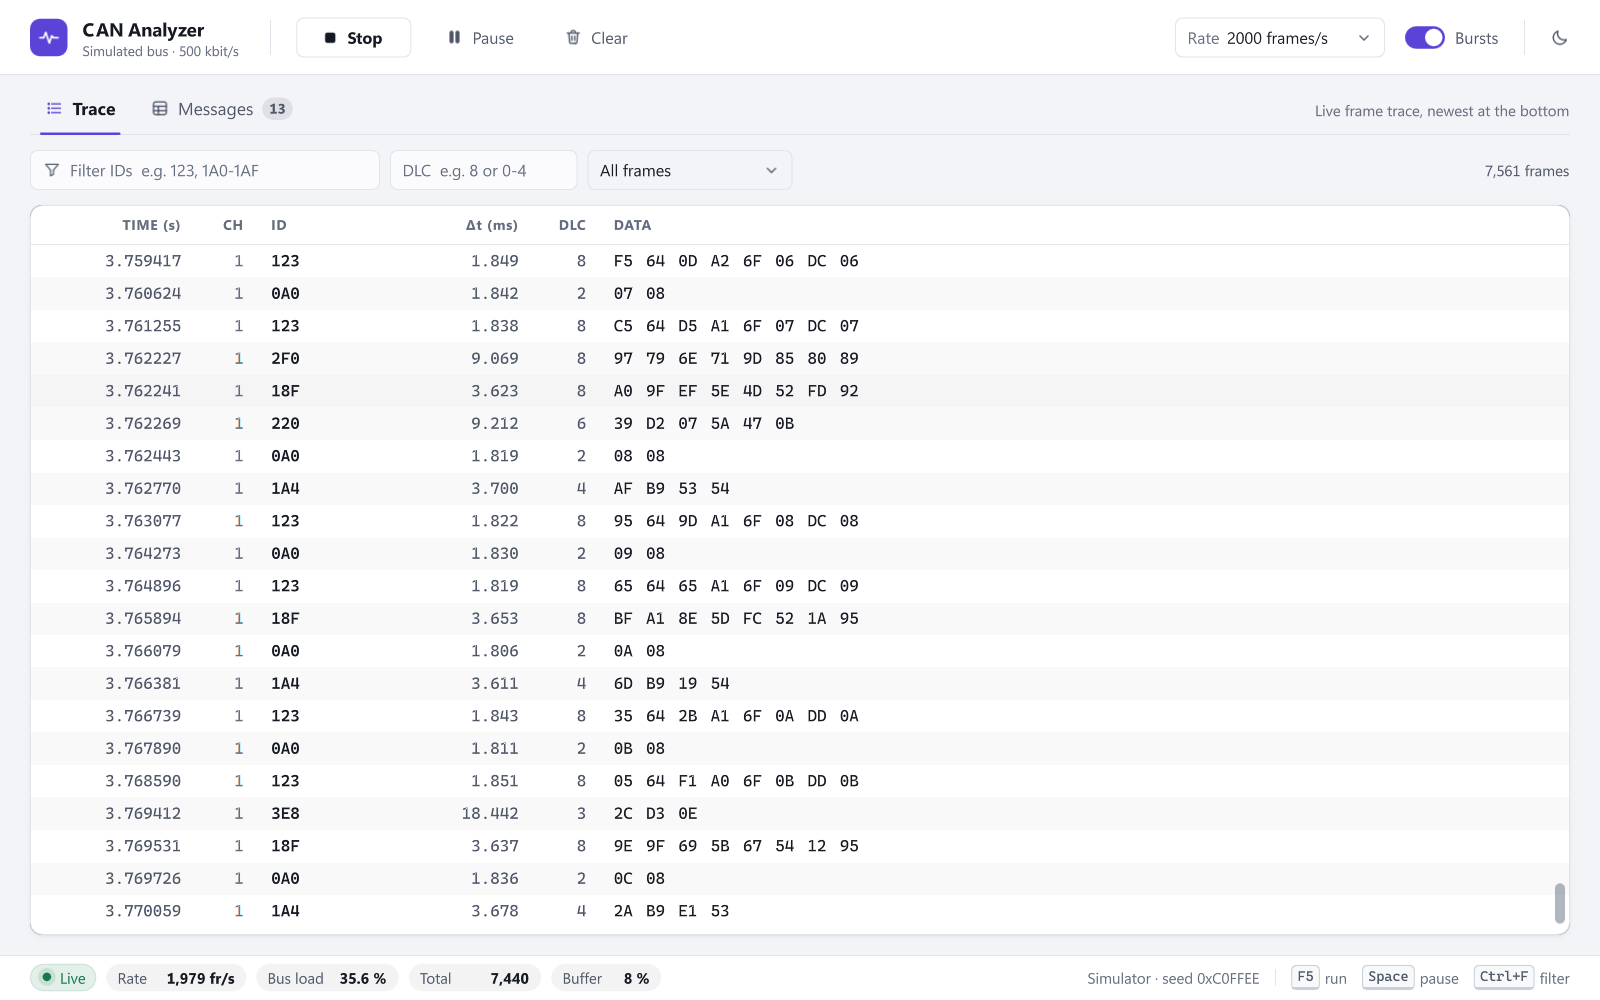 CAN Analyzer
Simulated bus · 500 kbit/s
Stop
Pause
Clear
Rate 2000 frames/s
Bursts
Trace
Messages 13
Live frame trace, newest at the bottom
Filter IDs e.g. 123, 1A0-1AF
DLC e.g. 8 or 0-4
All frames
7,561 frames
TIME (s) CH ID Δt (ms) DLC DATA
3.759417 1 123 1.849 8 F5 64 0D A2 6F 06 DC 06
3.760624 1 0A0 1.842 2 07 08
3.761255 1 123 1.838 8 C5 64 D5 A1 6F 07 DC 07
3.762227 1 2F0 9.069 8 97 79 6E 71 9D 85 80 89
3.762241 1 18F 3.623 8 A0 9F EF 5E 4D 52 FD 92
3.762269 1 220 9.212 6 39 D2 07 5A 47 0B
3.762443 1 0A0 1.819 2 08 08
3.762770 1 1A4 3.700 4 AF B9 53 54
3.763077 1 123 1.822 8 95 64 9D A1 6F 08 DC 08
3.764273 1 0A0 1.830 2 09 08
3.764896 1 123 1.819 8 65 64 65 A1 6F 09 DC 09
3.765894 1 18F 3.653 8 BF A1 8E 5D FC 52 1A 95
3.766079 1 0A0 1.806 2 0A 08
3.766381 1 1A4 3.611 4 6D B9 19 54
3.766739 1 123 1.843 8 35 64 2B A1 6F 0A DD 0A
3.767890 1 0A0 1.811 2 0B 08
3.768590 1 123 1.851 8 05 64 F1 A0 6F 0B DD 0B
3.769412 1 3E8 18.442 3 2C D3 0E
3.769531 1 18F 3.637 8 9E 9F 69 5B 67 54 12 95
3.769726 1 0A0 1.836 2 0C 08
3.770059 1 1A4 3.678 4 2A B9 E1 53
Live
Rate 1,979 fr/s
Bus load 35.6 %
Total 7,440
Buffer 8 %
Simulator · seed 0xC0FFEE
F5 run
Space pause
Ctrl+F filter